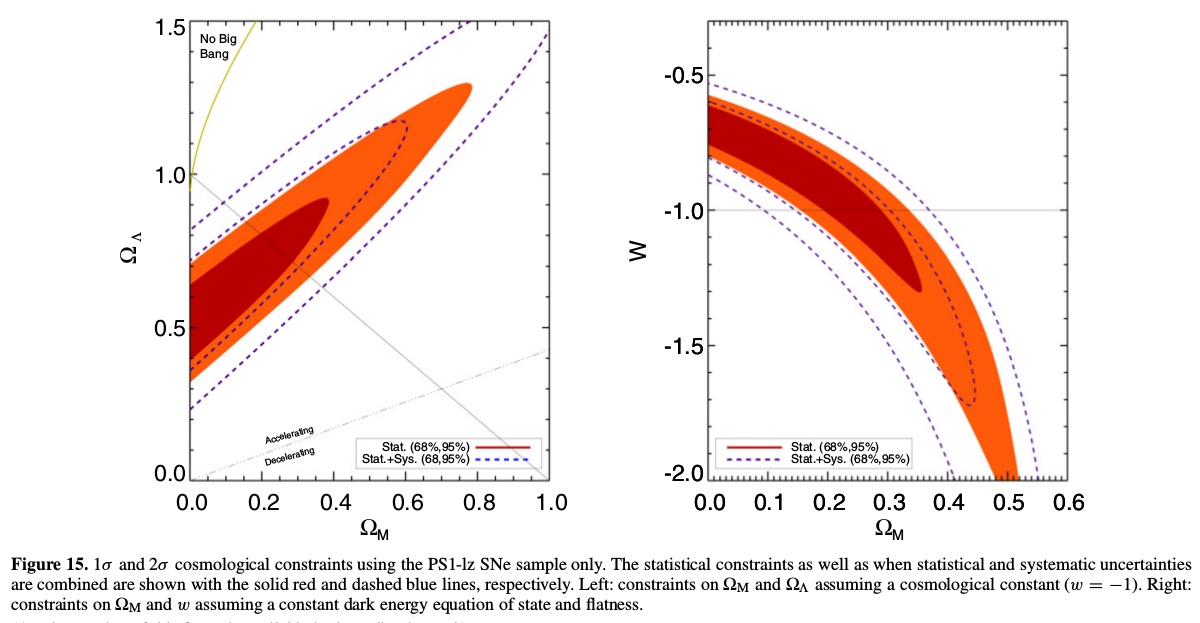 1.5
1.0
0.5
0.0
Ω Λ
No Big
Bang
Accelerating
Decelerating
Stat. (68%,95%)
Stat.+Sys. (68,95%)
0.0 0.2 0.4 0.6 0.8 1.0
ΩM
-0.5
-1.0
-1.5
-2.0
W
Stat. (68%,95%)
Stat.+Sys. (68%,95%)
0.0 0.1 0.2 0.3 0.4 0.5 0.6
ΩM
Figure 15. 1σ and 2σ cosmological constraints using the PS1-lz SNe sample only. The statistical constraints as well as when statistical and systematic uncertainties
are combined are shown with the solid red and dashed blue lines, respectively. Left: constraints on ΩM and ΩΛ assuming a cosmological constant (w = −1). Right:
constraints on ΩM and w assuming a constant dark energy equation of state and flatness.